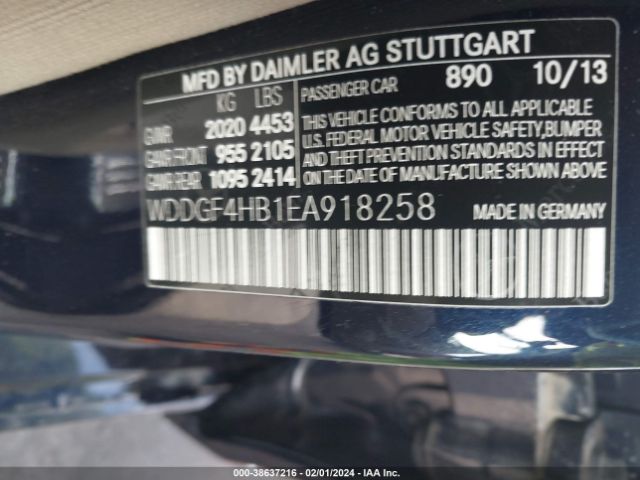 MFD BY DAIMLER AG STUTTGART
KG LBS
PASSENGER CAR 890 10/13
GVWR 2020 4453
GAWR FRONT 955 2105
GAWR REAR 1095 2414
THIS VEHICLE CONFORMS TO ALL APPLICABLE
U.S. FEDERAL MOTOR VEHICLE SAFETY,BUMPER
AND THEFT PREVENTION STANDARDS IN EFFECT
ON THE DATE OF MANUFACTURE SHOWN ABOVE
WDDGF4HB1EA918258 MADE IN GERMANY
000-38637216 - 02/01/2024 - IAA Inc.